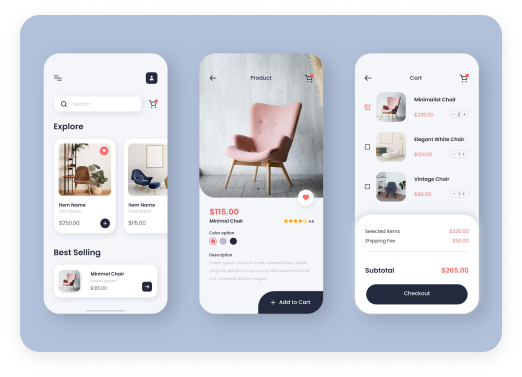 Search
Explore
Item Name
Description
$250.00
Item Name
Description
$115.00
Best Selling
Minimal Chair
Lorem ipsum
$115.00
Product
$115.00
Minimal Chair
4.5
Color option
Description
+ Add to Cart
Cart
Minimalist Chair
$235.00
- 2 +
Elegant White Chair
$124.00
- 1 +
Vintage Chair
$89.00
- 1 +
Selected Items
$235.00
Shipping Fee
$30.00
Subtotal
$265.00
Checkout